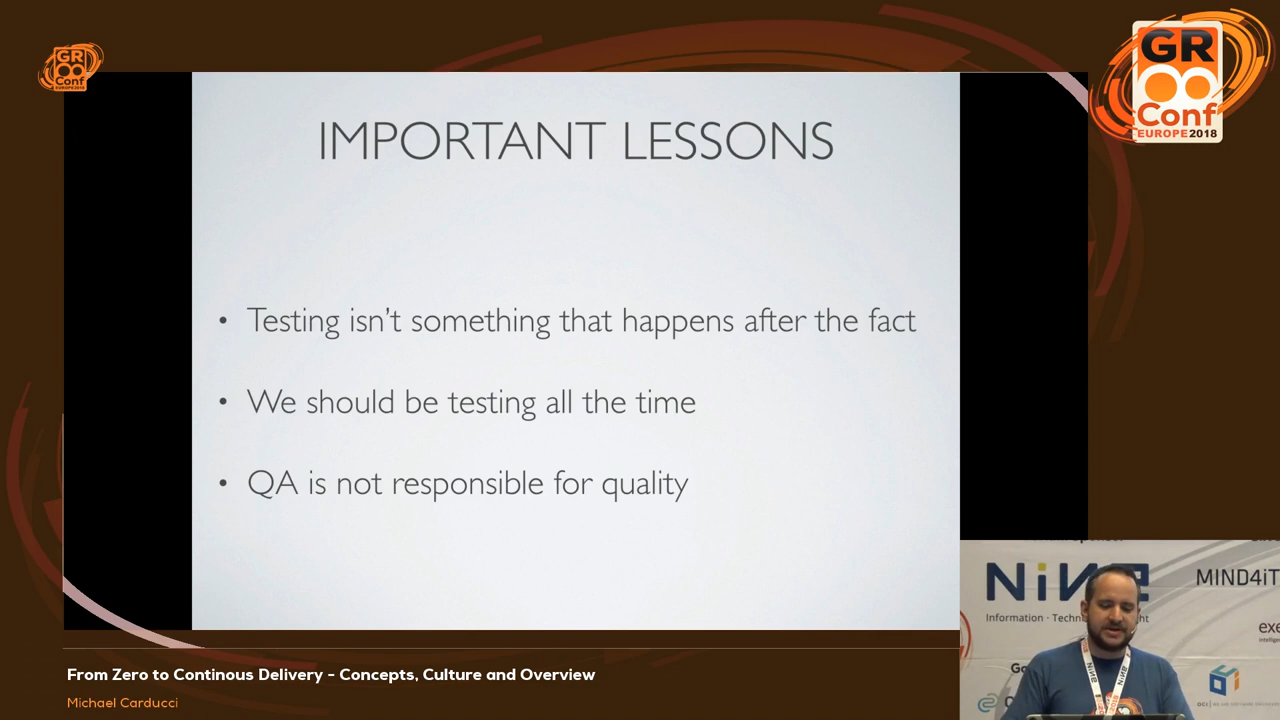 GR
Conf
EUROPE 2018
GR
Conf
EUROPE 2018
IMPORTANT LESSONS
• Testing isn't something that happens after the fact
• We should be testing all the time
• QA is not responsible for quality
MIND4iT
Information · Techn
From Zero to Continous Delivery - Concepts, Culture and Overview
Michael Carducci